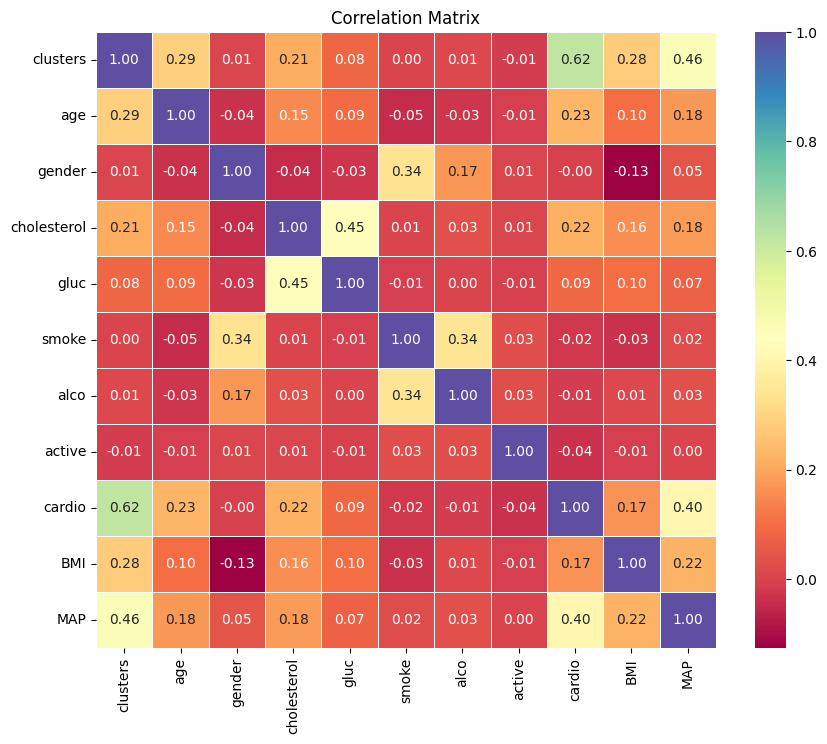 Correlation Matrix
clusters 1.00 0.29 0.01 0.21 0.08 0.00 0.01 -0.01 0.62 0.28 0.46
age 0.29 1.00 -0.04 0.15 0.09 -0.05 -0.03 -0.01 0.23 0.10 0.18
gender 0.01 -0.04 1.00 -0.04 -0.03 0.34 0.17 0.01 -0.00 -0.13 0.05
cholesterol 0.21 0.15 -0.04 1.00 0.45 0.01 0.03 0.01 0.22 0.16 0.18
gluc 0.08 0.09 -0.03 0.45 1.00 -0.01 0.00 -0.01 0.09 0.10 0.07
smoke 0.00 -0.05 0.34 0.01 -0.01 1.00 0.34 0.03 -0.02 -0.03 0.02
alco 0.01 -0.03 0.17 0.03 0.00 0.34 1.00 0.03 -0.01 0.01 0.03
active -0.01 -0.01 0.01 0.01 -0.01 0.03 0.03 1.00 -0.04 -0.01 0.00
cardio 0.62 0.23 -0.00 0.22 0.09 -0.02 -0.01 -0.04 1.00 0.17 0.40
BMI 0.28 0.10 -0.13 0.16 0.10 -0.03 0.01 -0.01 0.17 1.00 0.22
MAP 0.46 0.18 0.05 0.18 0.07 0.02 0.03 0.00 0.40 0.22 1.00
clusters age gender cholesterol gluc smoke alco active cardio BMI MAP
1.0
0.8
0.6
0.4
0.2
0.0